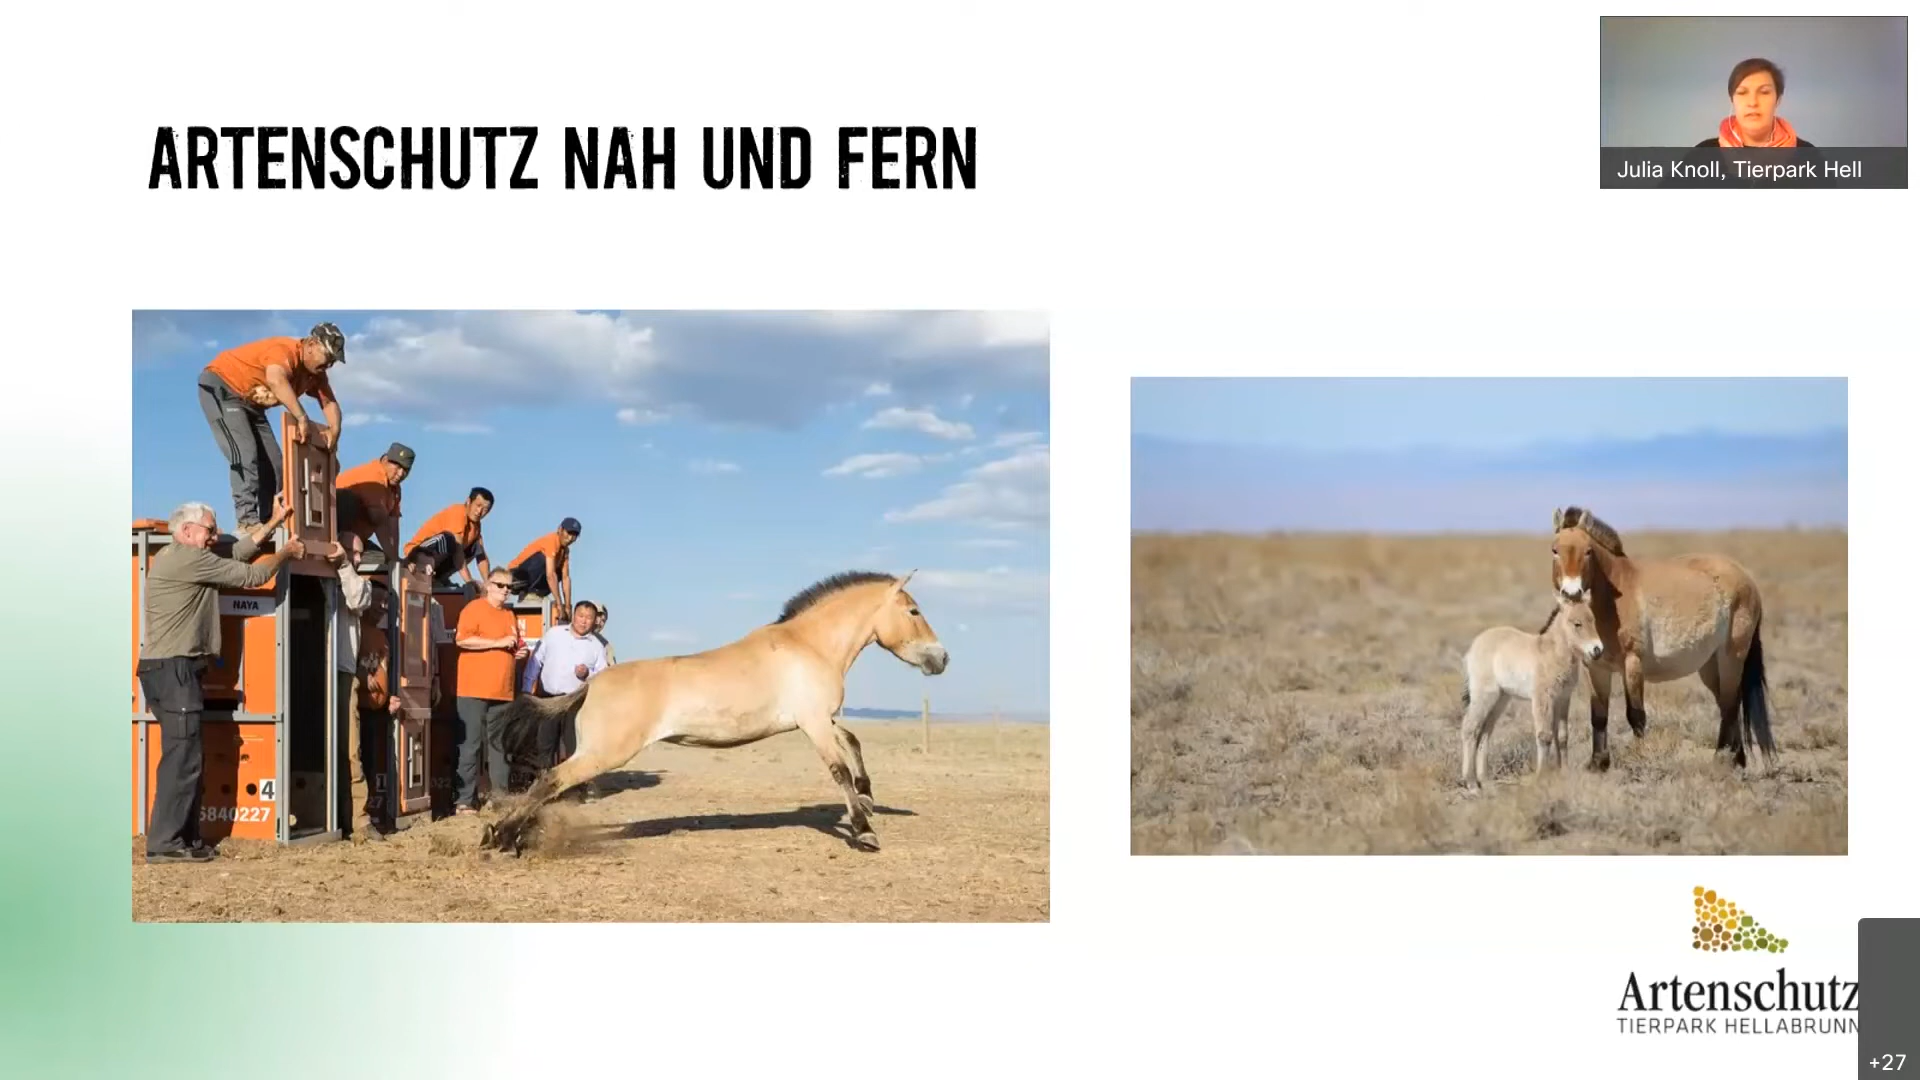 ARTENSCHUTZ NAH UND FERN
Julia Knoll, Tierpark Hell
NAYA
4
6840227
Artenschutz
TIERPARK HELLABRUNN
+27